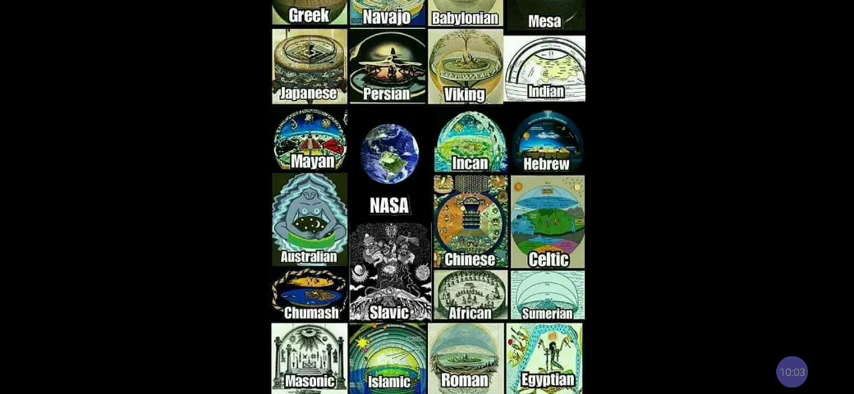 Greek Navajo Babylonian Mesa
Japanese Persian Viking Indian
Mayan Incan Hebrew
NASA
Australian Chinese Celtic
Chumash Slavic African Sumerian
Masonic Islamic Roman Egyptian
10:03